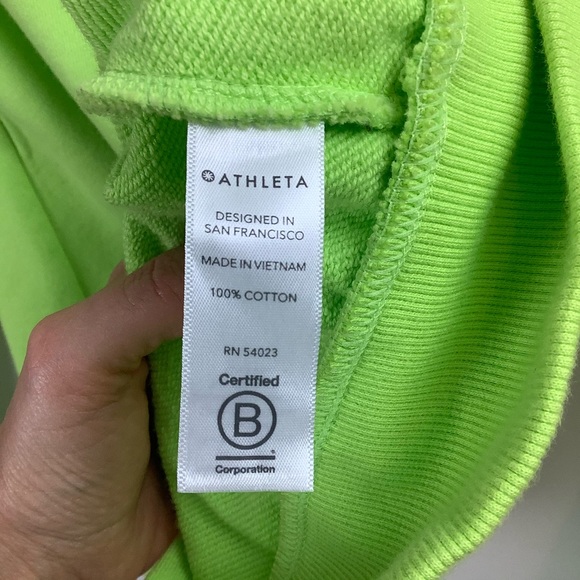 ATHLETA
DESIGNED IN
SAN FRANCISCO
MADE IN VIETNAM
100% COTTON
RN 54023
Certified
B
Corporation